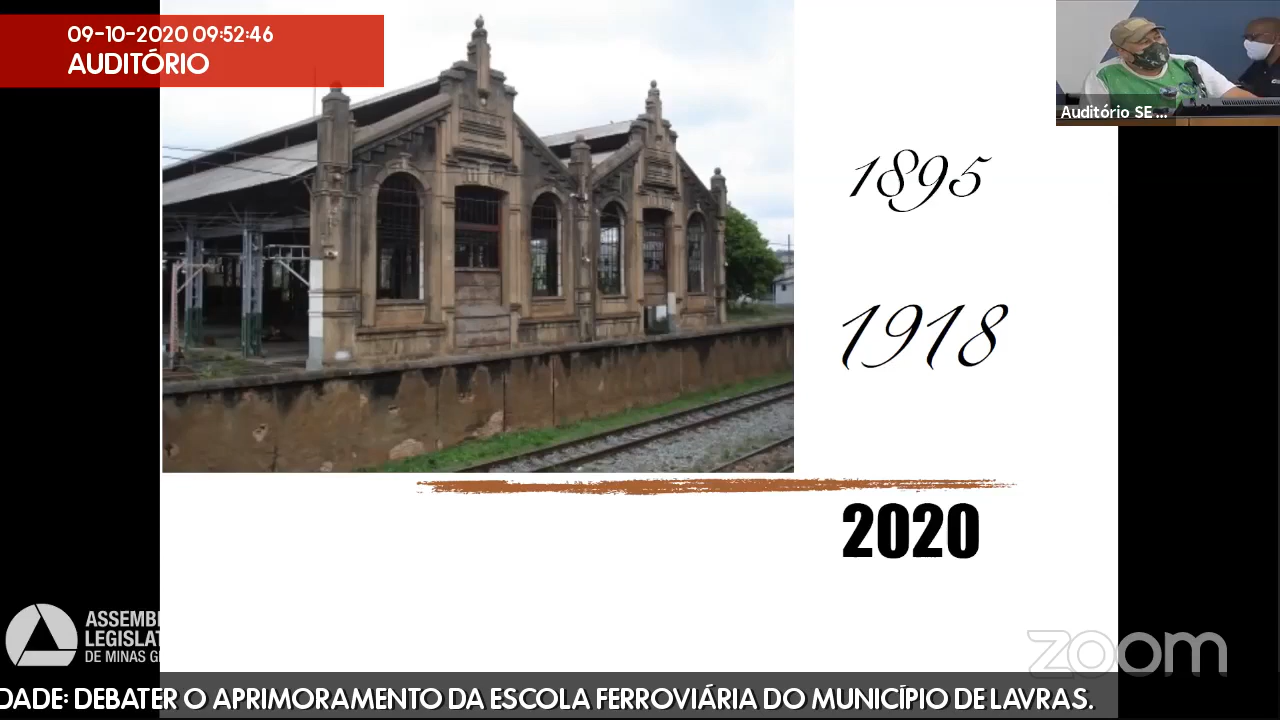 09-10-2020 09:52:46
AUDITÓRIO
Auditório SE ...
1895
1918
2020
ASSEMBL
LEGISLAT
DE MINAS GE
zoom
DADE: DEBATER O APRIMORAMENTO DA ESCOLA FERROVIÁRIA DO MUNICÍPIO DE LAVRAS.